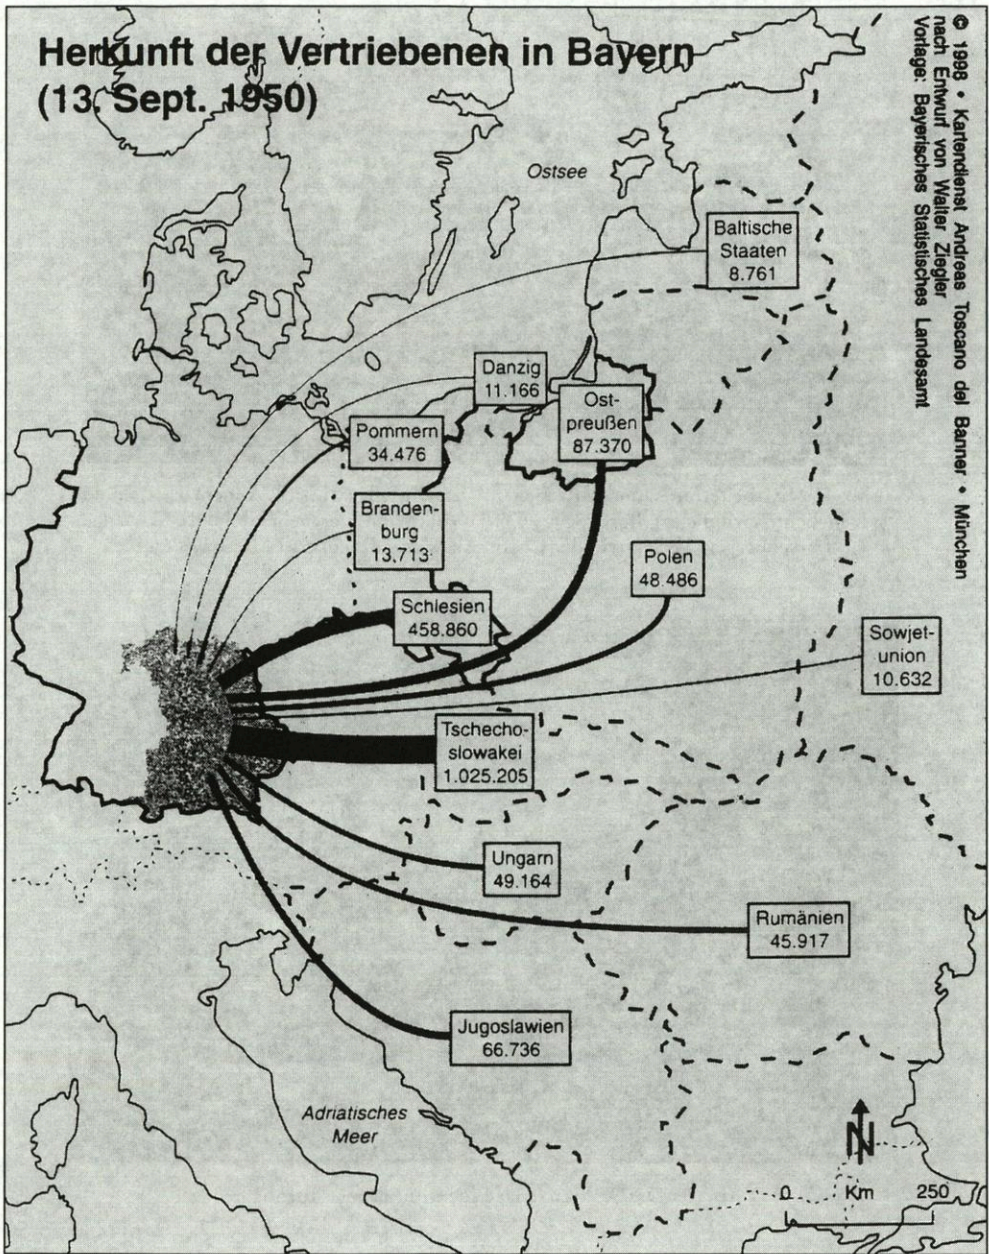 Herkunft der Vertriebenen in Bayern
(13. Sept. 1950)
© 1998 • Kartendienst Andreas Toscano del Banner • München
nach Entwurf von Walter Ziegler
Vorlage: Bayerisches Statistisches Landesamt
Ostsee
Baltische
Staaten
8.761
Danzig
11.166
Ost-
preußen
87.370
Pommern
34.476
Branden-
burg
13.713
Polen
48.486
Schlesien
458.860
Sowjet-
union
10.632
Tschecho-
slowakei
1.025.205
Ungarn
49.164
Rumänien
45.917
Jugoslawien
66.736
Adriatisches
Meer
N
0 Km 250